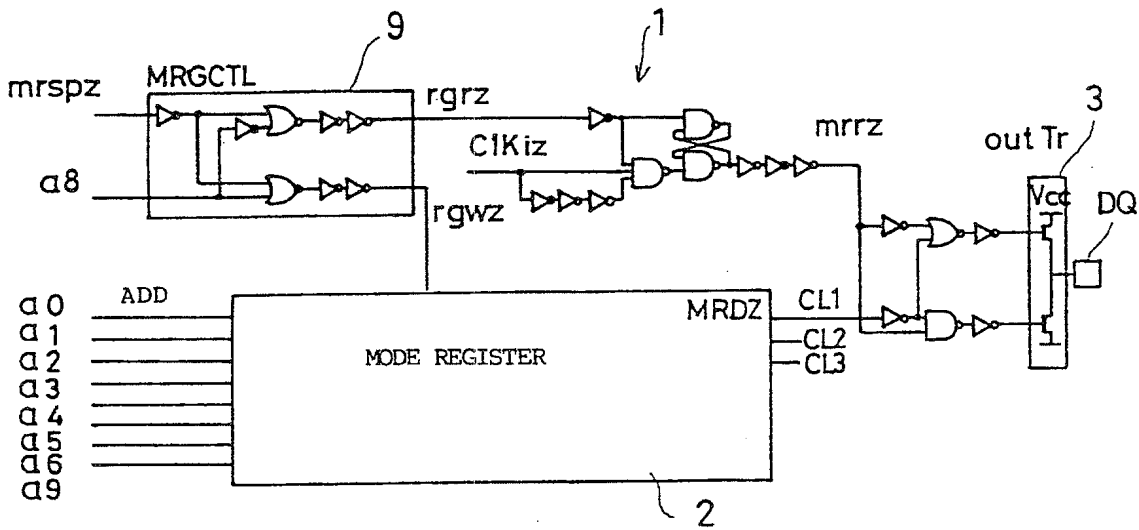 1
9
MRGCTL
mrspz
rgrz
3
C1Kiz
mrrz
out Tr
a8
Vcc
DQ
rgwz
ADD
a0
MRDZ
CL1
a1
CL2
a2
MODE REGISTER
CL3
a3
a4
a5
a6
a9
2